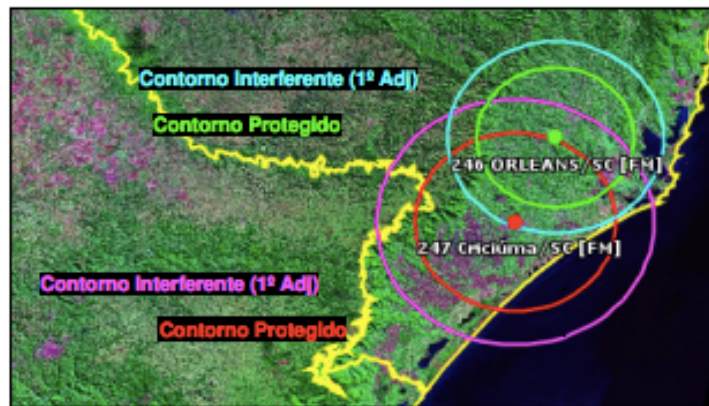 Contorno Interferente (1º Adj)
Contorno Protegido
246 ORLEANS/SC [FM]
247 Criciúma/SC [FM]
Contorno Interferente (1º Adj)
Contorno Protegido